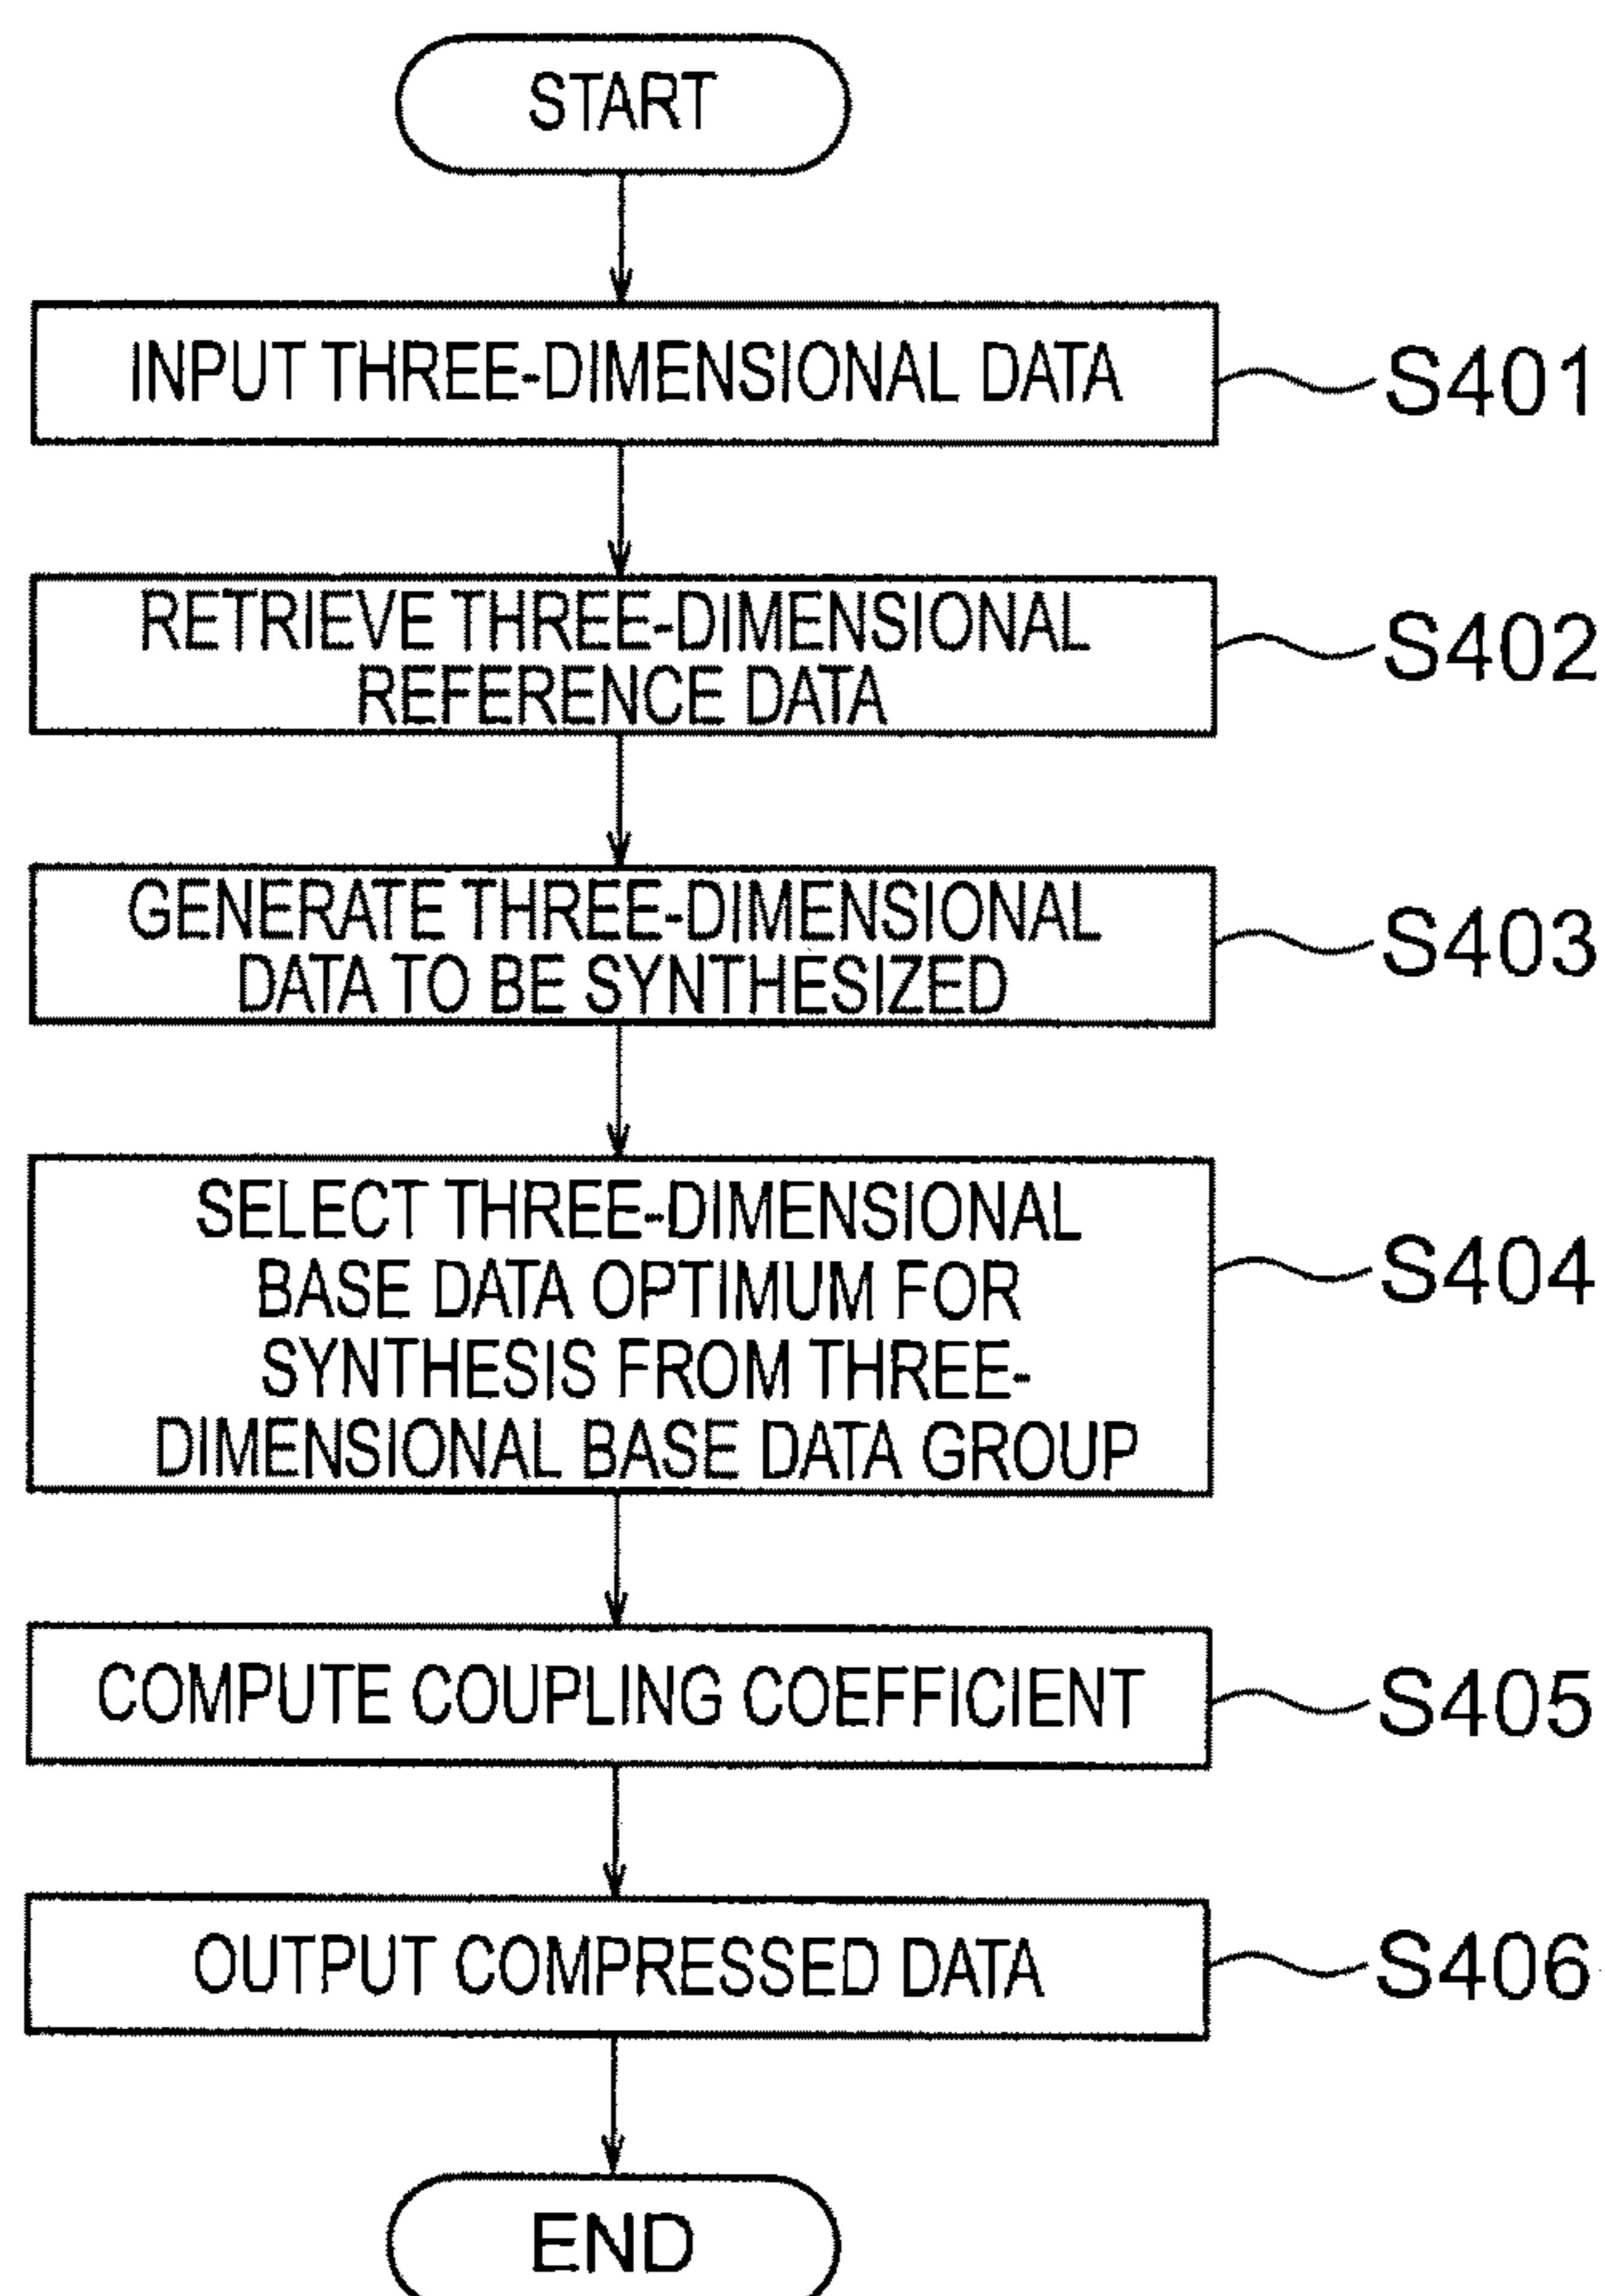 START
INPUT THREE-DIMENSIONAL DATA
S401
RETRIEVE THREE-DIMENSIONAL
REFERENCE DATA
S402
GENERATE THREE-DIMENSIONAL
DATA TO BE SYNTHESIZED
S403
SELECT THREE-DIMENSIONAL
BASE DATA OPTIMUM FOR
SYNTHESIS FROM THREE-
DIMENSIONAL BASE DATA GROUP
S404
COMPUTE COUPLING COEFFICIENT
S405
OUTPUT COMPRESSED DATA
S406
END